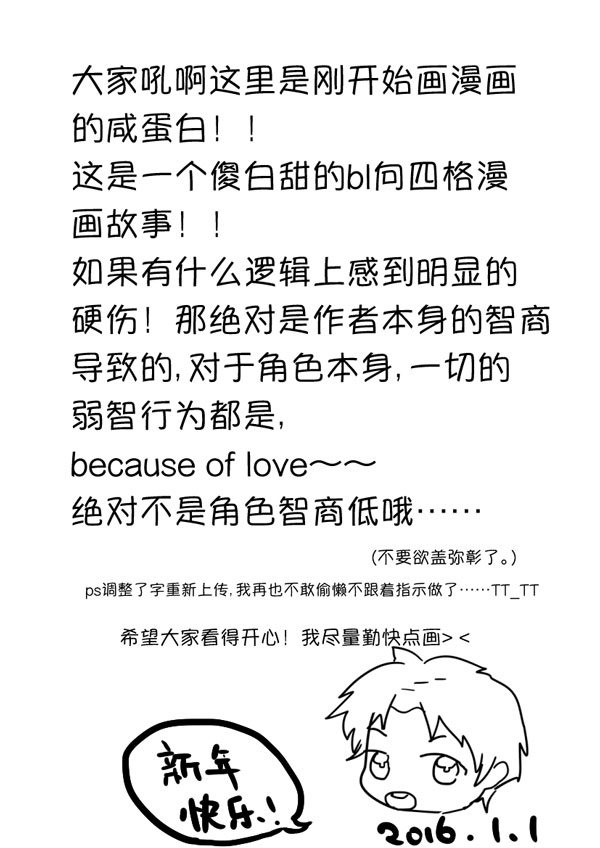 大家吼啊这里是刚开始画漫画
的咸蛋白！！
这是一个傻白甜的bl向四格漫
画故事！！
如果有什么逻辑上感到明显的
硬伤！那绝对是作者本身的智商
导致的,对于角色本身,一切的
弱智行为都是,
because of love～～
绝对不是角色智商低哦……
(不要欲盖弥彰了。)
ps调整了字重新上传,我再也不敢偷懒不跟着指示做了……TT_TT
希望大家看得开心！我尽量勤快点画> <
新年
快乐！
2016.1.1